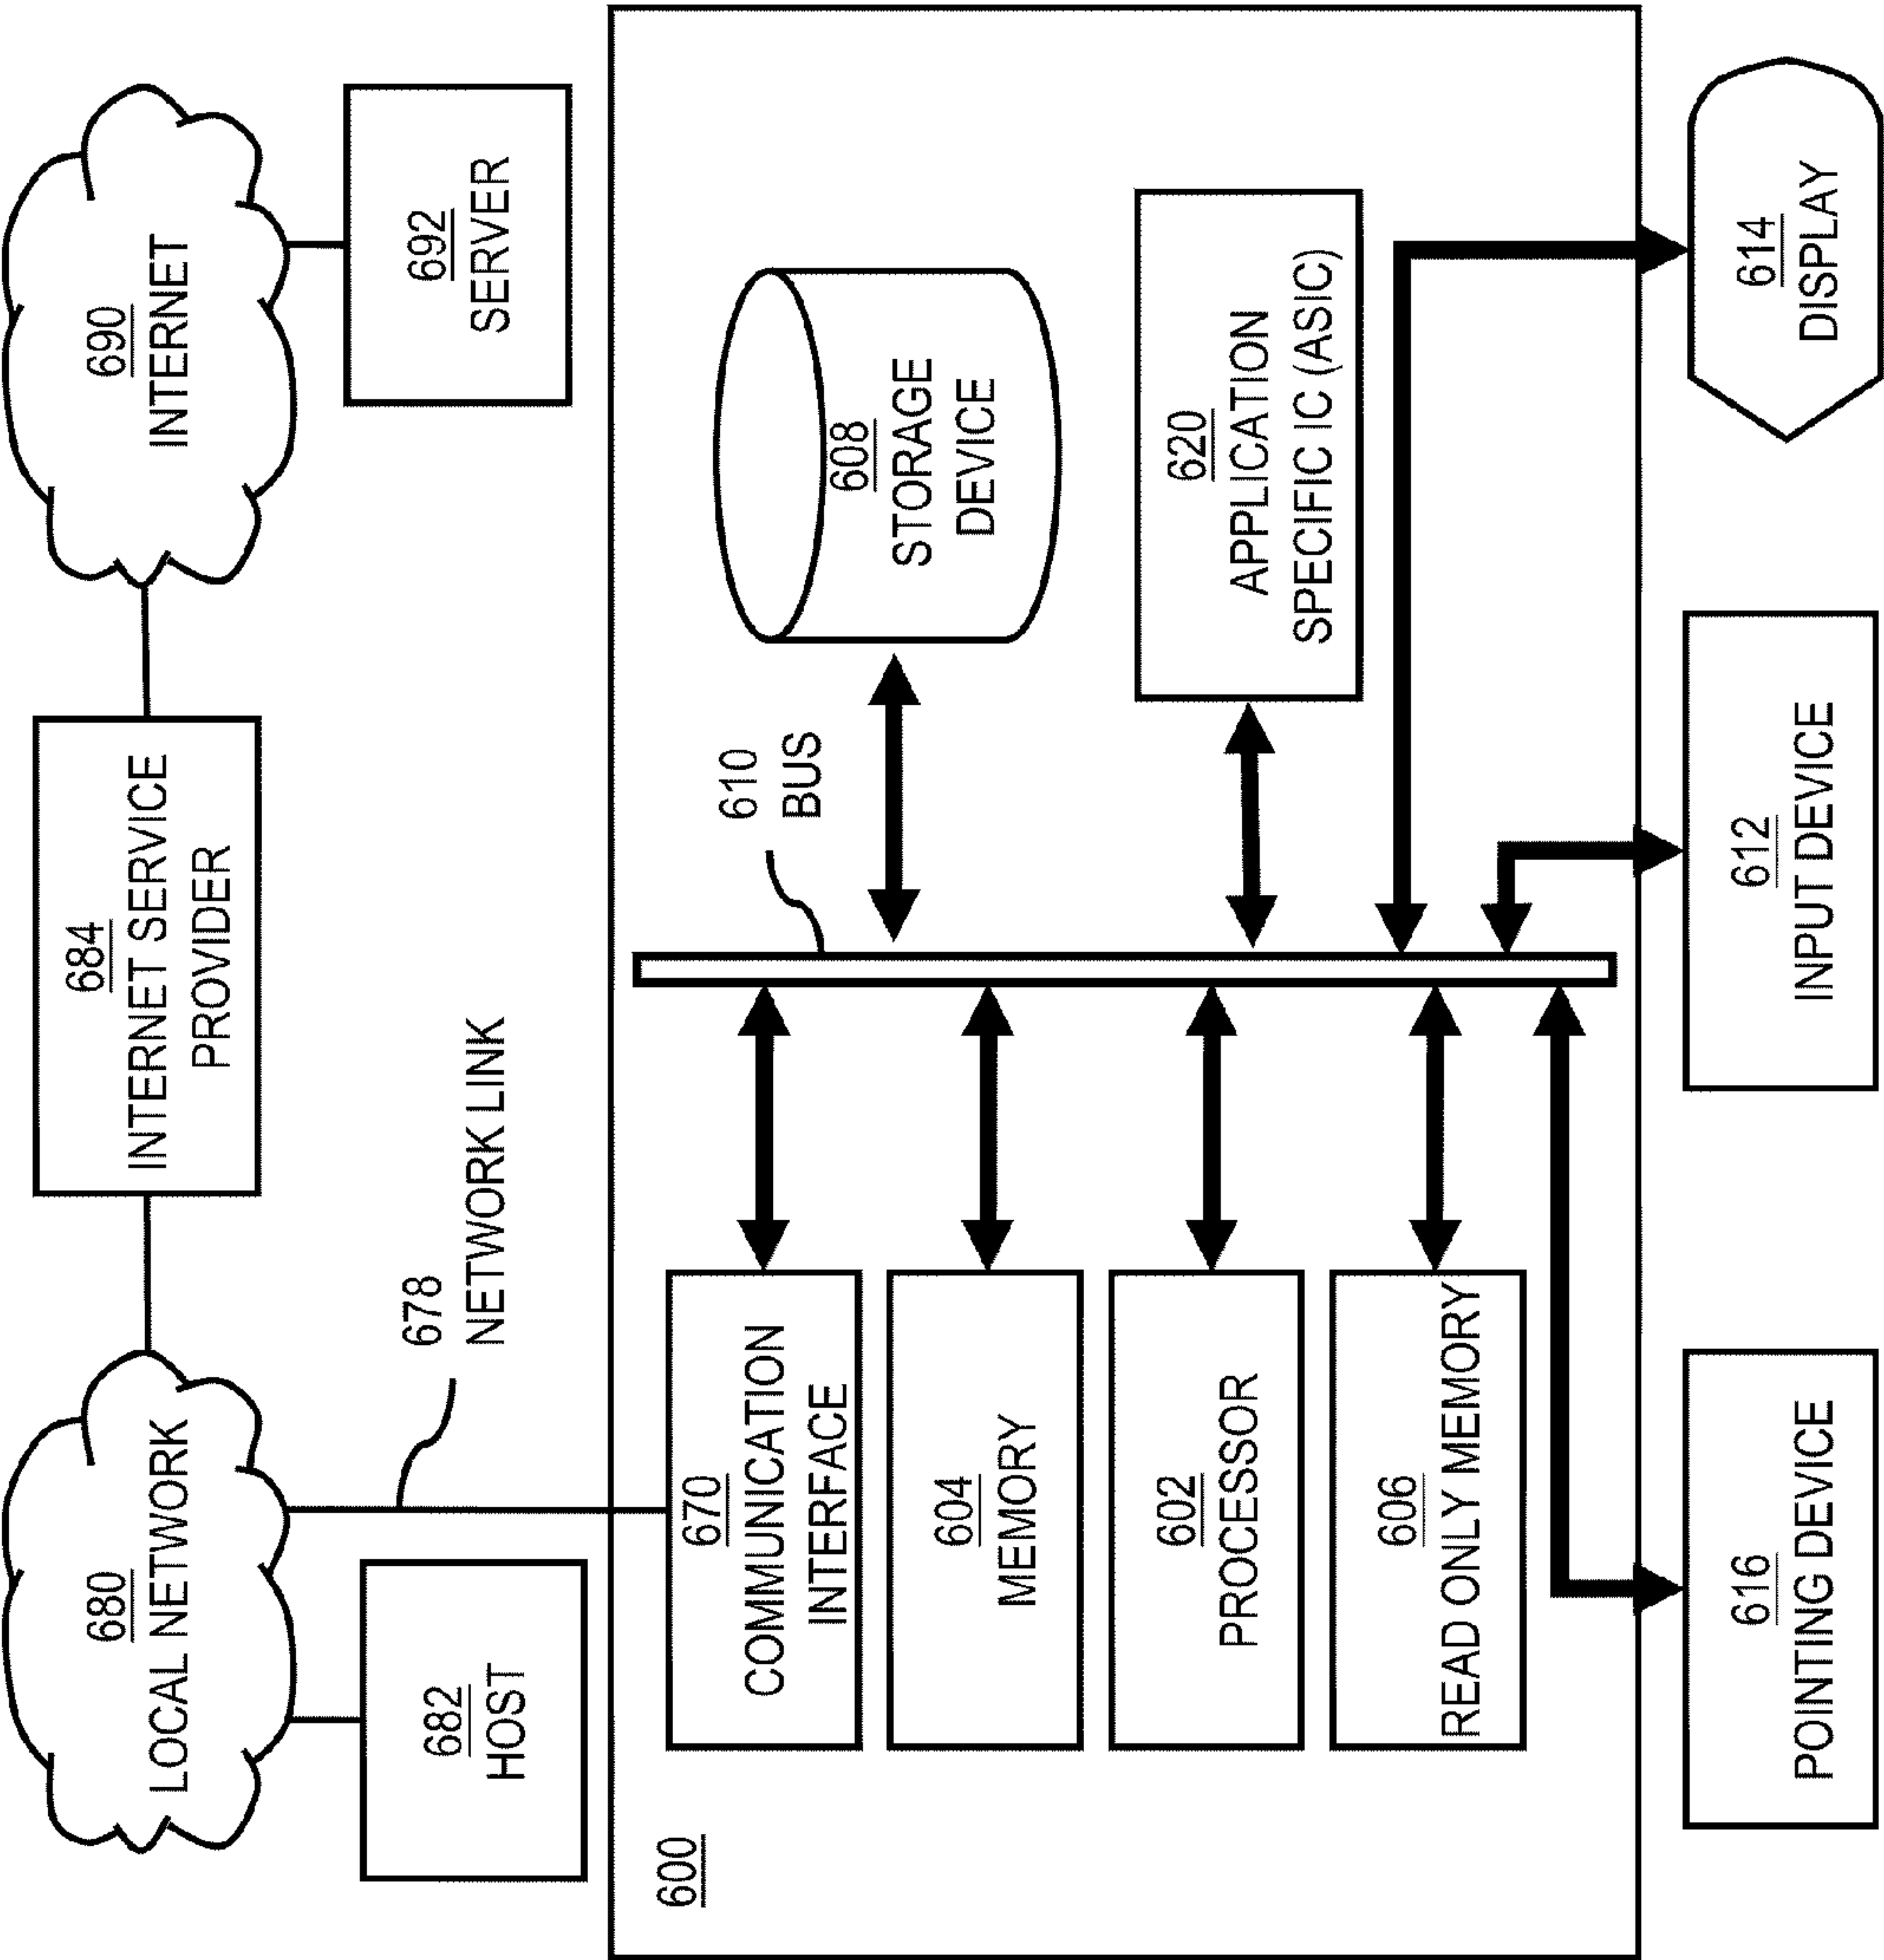 680
LOCAL NETWORK
684
INTERNET SERVICE
PROVIDER
690
INTERNET
682
HOST
678
NETWORK LINK
692
SERVER
600
670
COMMUNICATION
INTERFACE
604
MEMORY
602
PROCESSOR
606
READ ONLY MEMORY
610
BUS
608
STORAGE
DEVICE
620
APPLICATION
SPECIFIC IC (ASIC)
616
POINTING DEVICE
612
INPUT DEVICE
614
DISPLAY